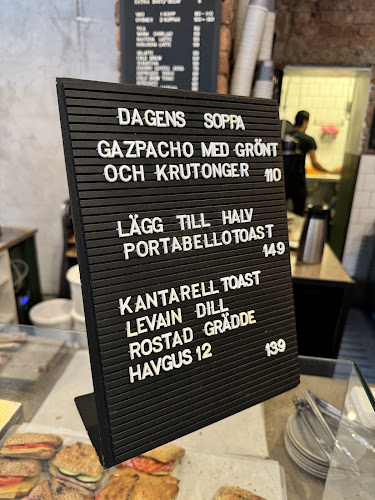 DAGENS SOPPA
GAZPACHO MED GRÖNT
OCH KRUTONGER 110
LÄGG TILL HALV
PORTABELLOTOAST
149
KANTARELL TOAST
LEVAIN DILL
ROSTAD GRÄDDE
HAVGUS 12 139